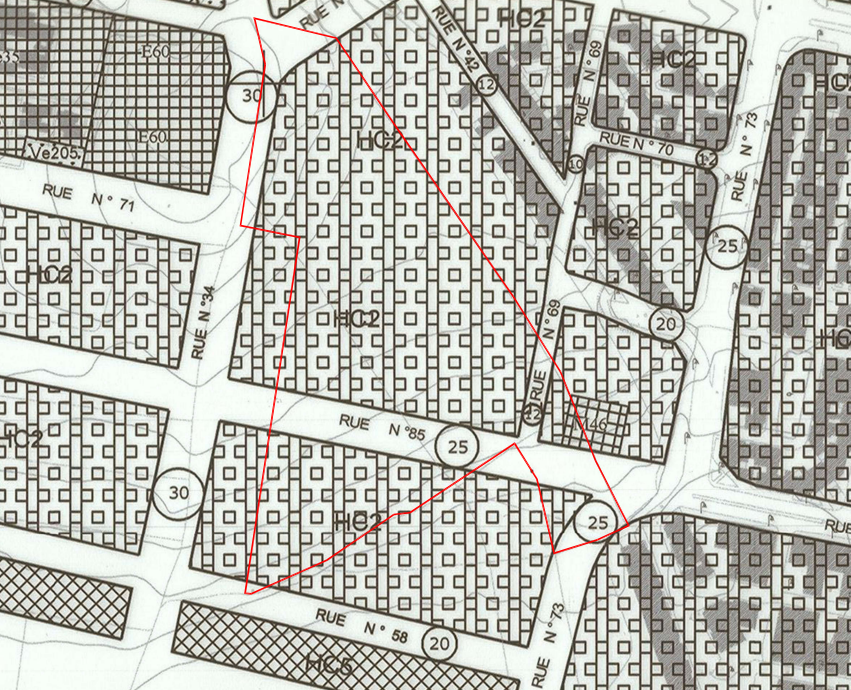 RUE N
HC2
RUE N°42
RUE N°69
HC2
HC2
E60
30
12
E60
HC2
RUE N°70
12
RUE N° 73
Ve205
10
RUE N° 71
HC2
25
HC2
RUE N°34
HC2
RUE N°69
20
HC2
12
RUE N°85
25
HC2
30
HC2
25
RUE
RUE N° 58
20
RUE N°73
HC5